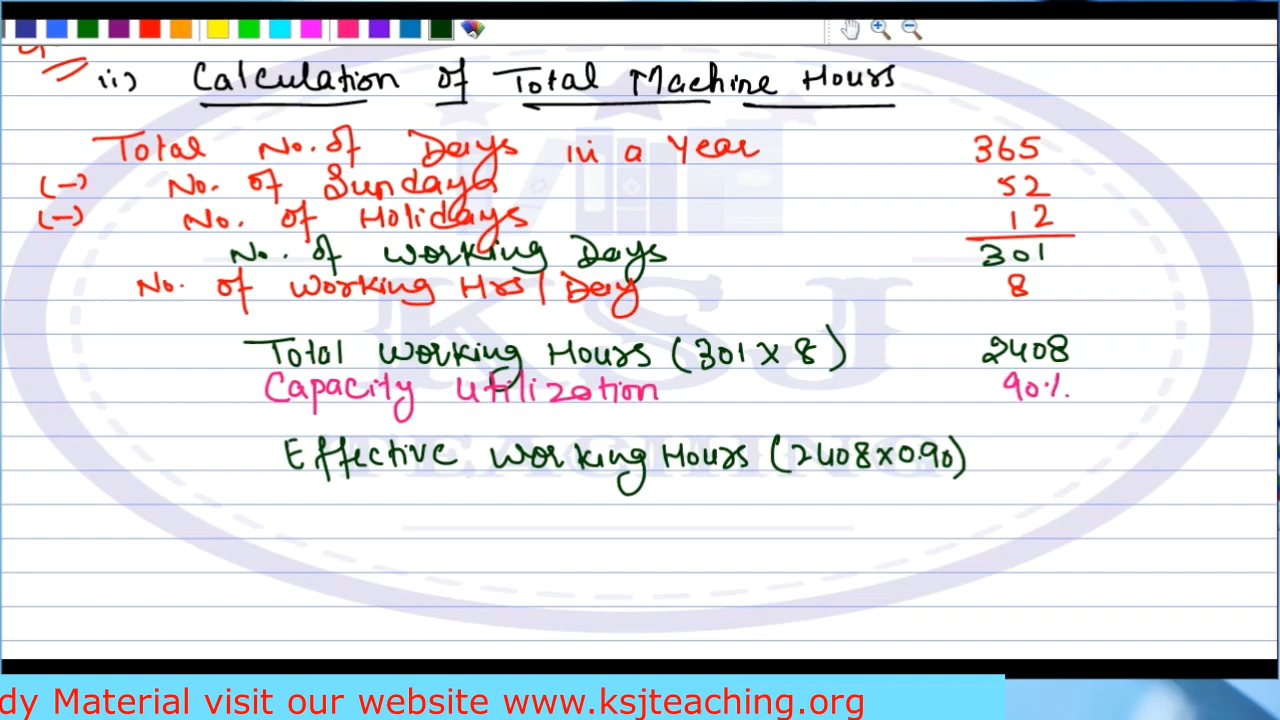 ii) Calculation of Total Machine Hours
Total No. of Days in a Year 365
(-) No. of Sundays 52
(-) No. of Holidays 12
No. of Working Days 301
No. of Working Hrs/Day 8
Total Working Hours (301 x 8) 2408
Capacity Utilization 90%.
Effective Working Hours (2408x0.90)
KSJ
TEACHING
dy Material visit our website www.ksjteaching.org